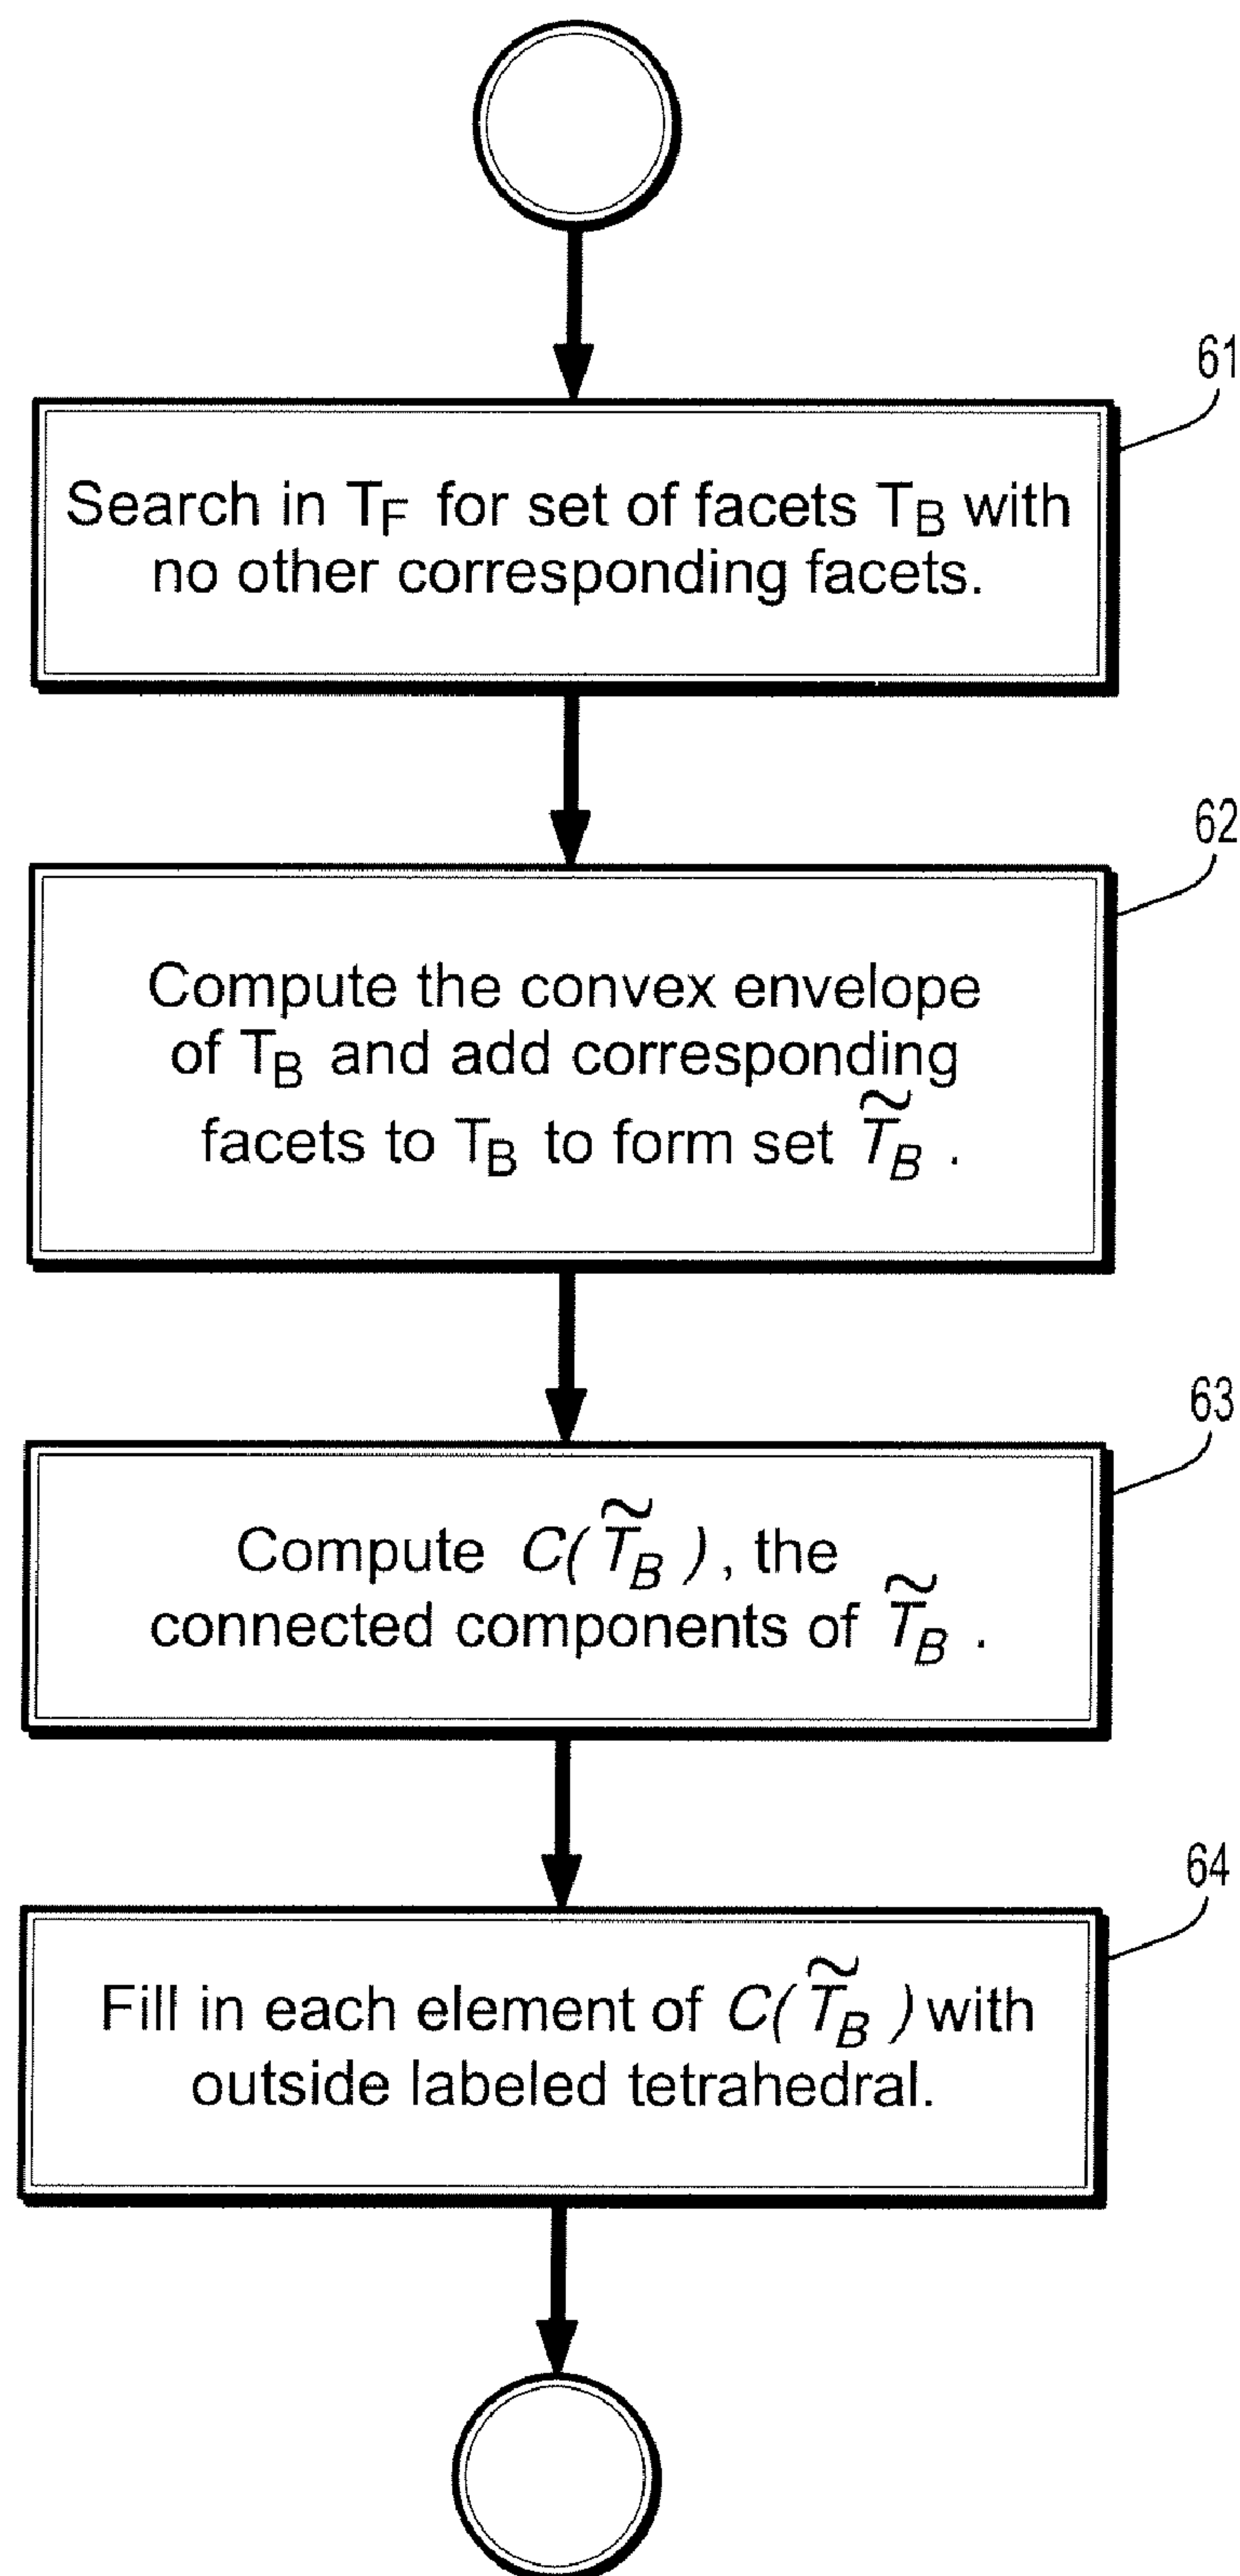 61
Search in T_F for set of facets T_B with
no other corresponding facets.
62
Compute the convex envelope
of T_B and add corresponding
facets to T_B to form set T̃_B .
63
Compute C( T̃_B ) , the
connected components of T̃_B .
64
Fill in each element of C( T̃_B ) with
outside labeled tetrahedral.